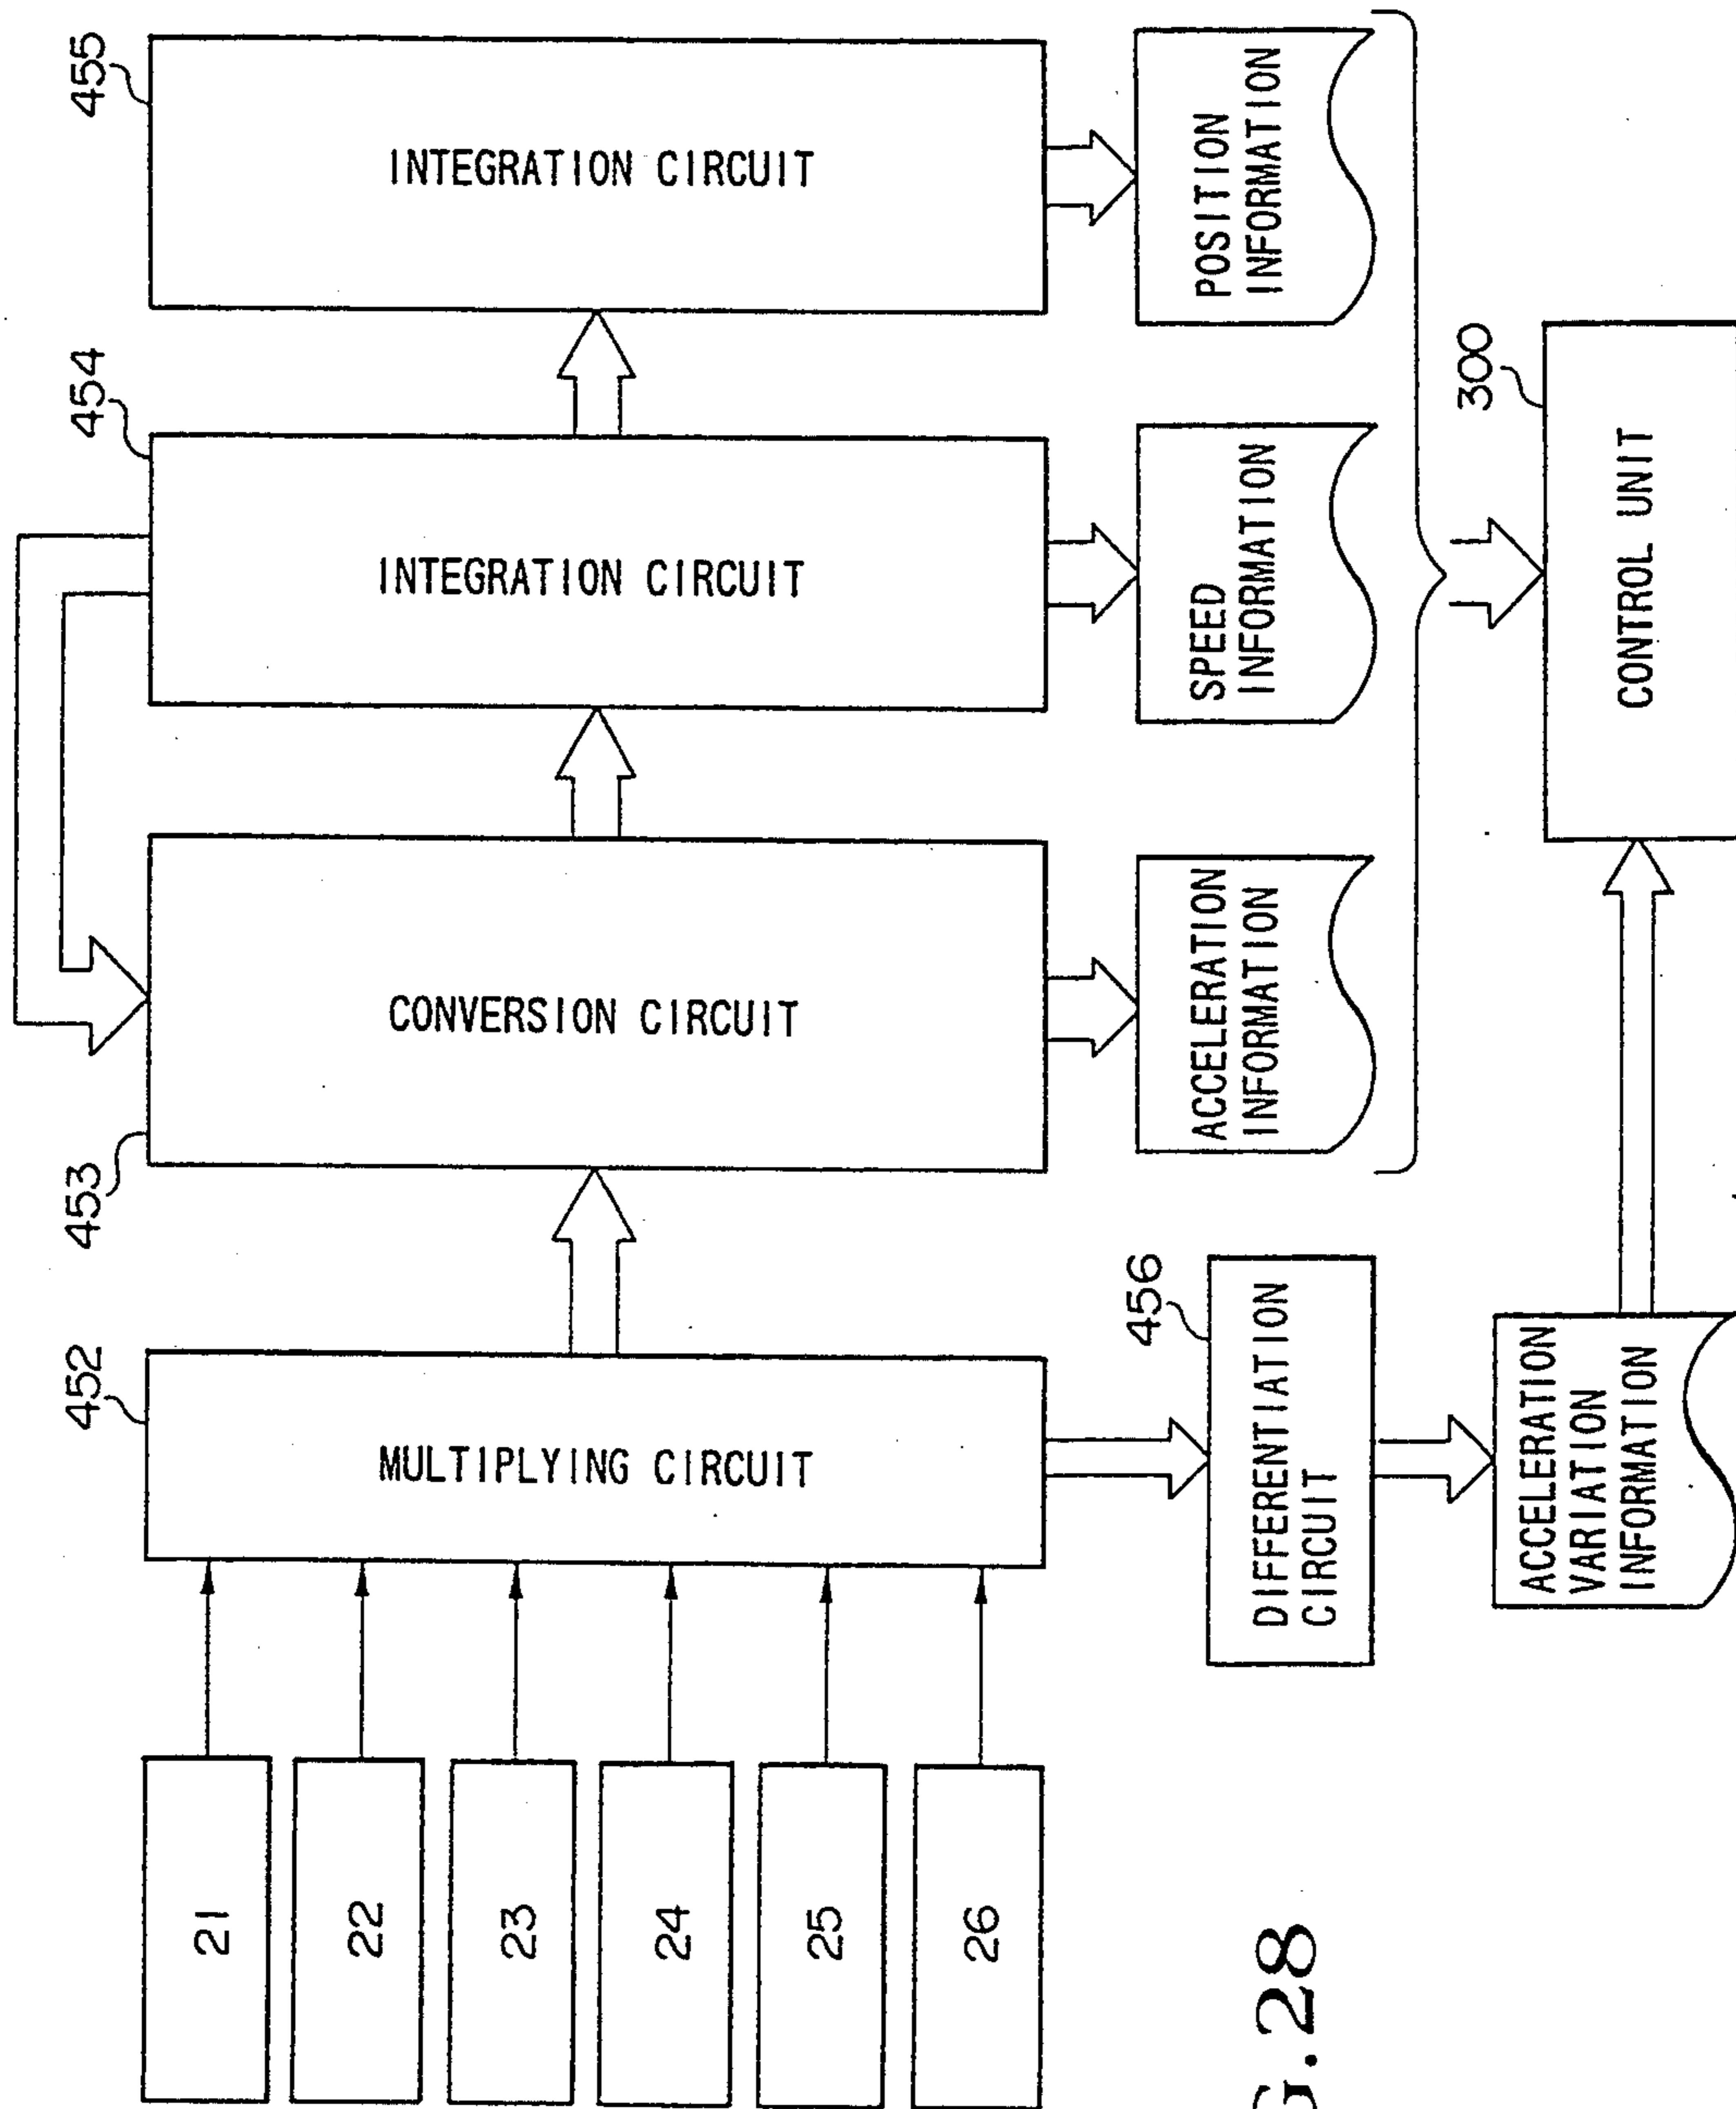 21
22
23
24
25
26
452
MULTIPLYING CIRCUIT
453
CONVERSION CIRCUIT
454
INTEGRATION CIRCUIT
455
INTEGRATION CIRCUIT
456
DIFFERENTIATION
CIRCUIT
ACCELERATION
INFORMATION
SPEED
INFORMATION
POSITION
INFORMATION
ACCELERATION
VARIATION
INFORMATION
300
CONTROL UNIT
G.28